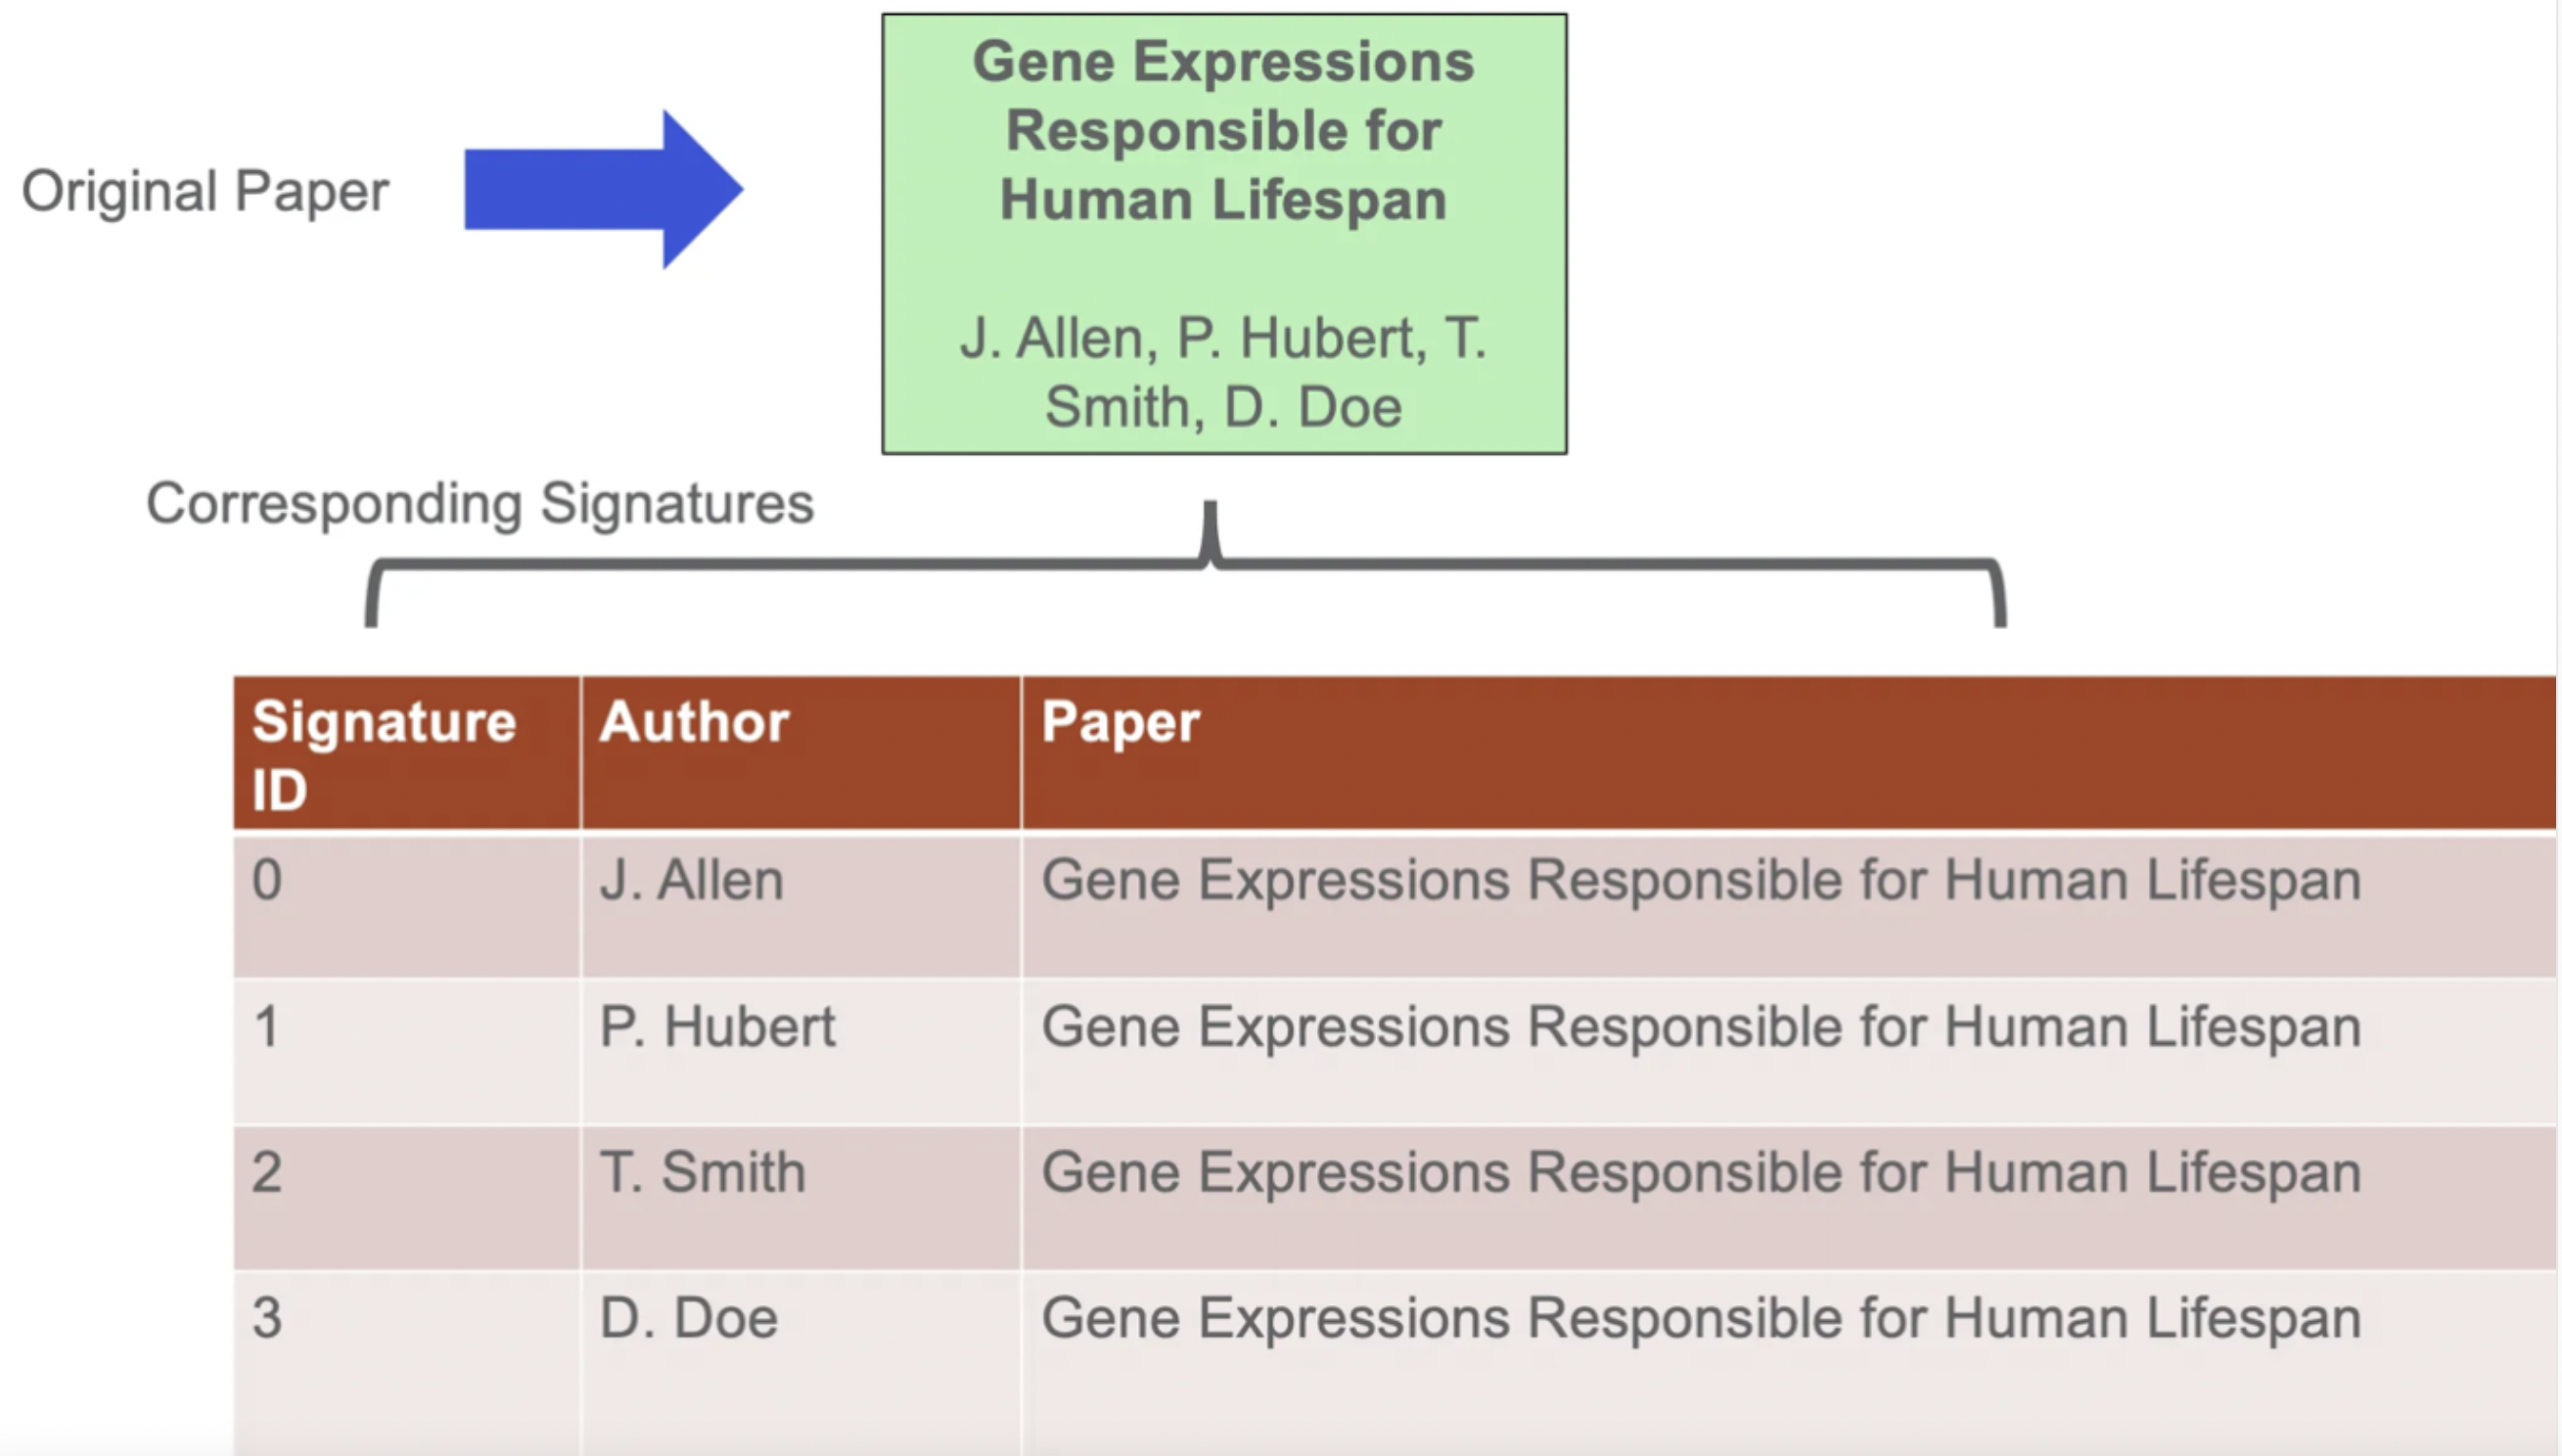 Gene Expressions
Responsible for
Human Lifespan
Original Paper
J. Allen, P. Hubert, T.
Smith, D. Doe
Corresponding Signatures
Signature
ID
Author
Paper
0
J. Allen
Gene Expressions Responsible for Human Lifespan
1
P. Hubert
Gene Expressions Responsible for Human Lifespan
2
T. Smith
Gene Expressions Responsible for Human Lifespan
3
D. Doe
Gene Expressions Responsible for Human Lifespan